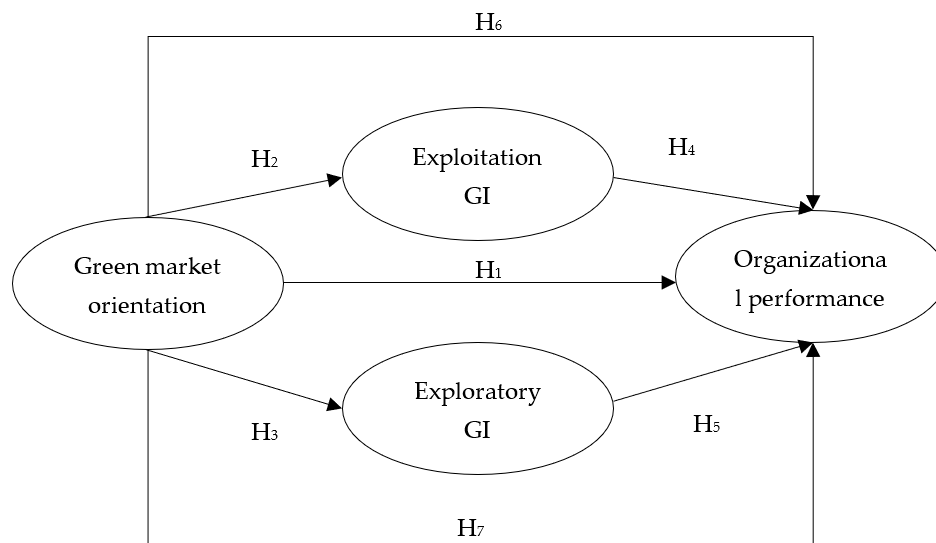 H6
Exploitation
GI
H2
H4
Green market
orientation
H1
Organizationa
l performance
Exploratory
GI
H3
H5
H7